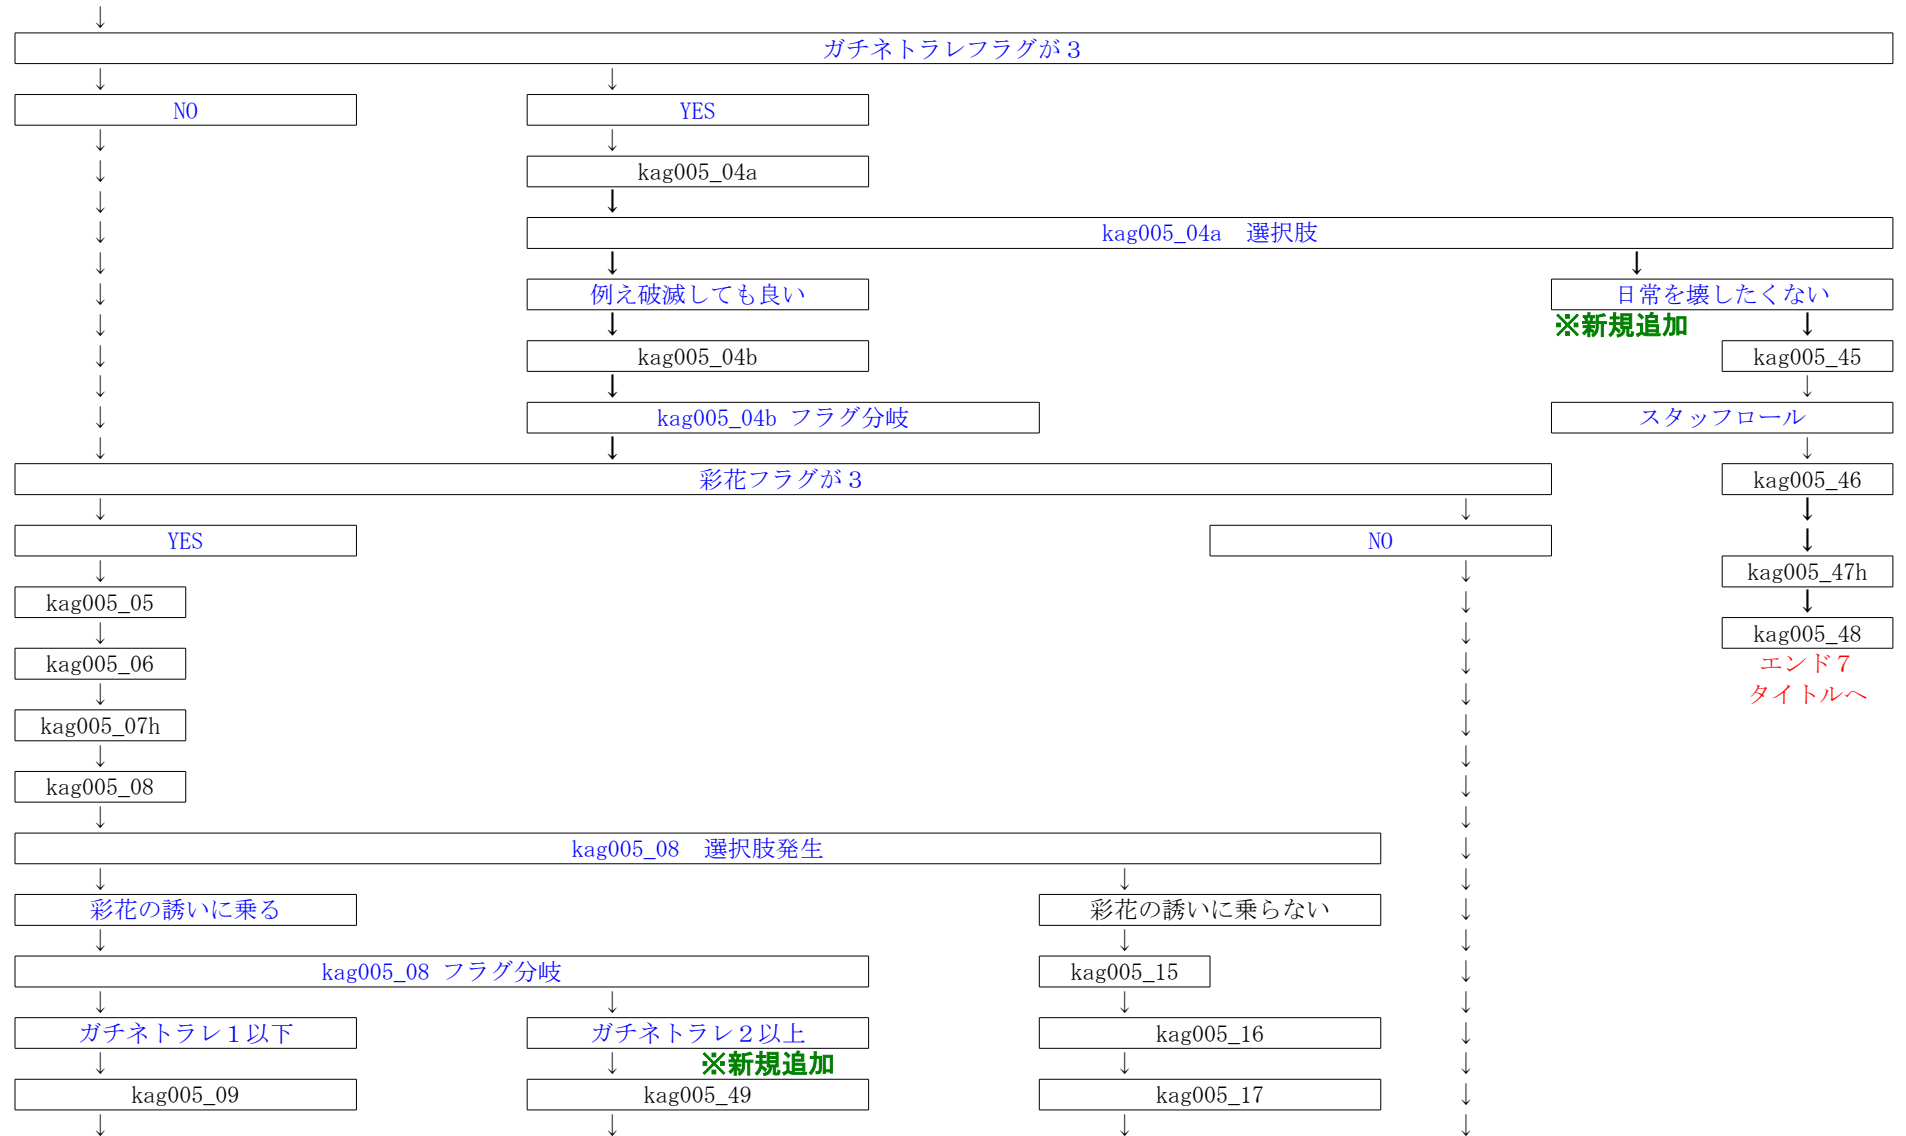 ガチネトラレフラグが３
NO
YES
kag005_04a
kag005_04a　選択肢
例え破滅しても良い
日常を壊したくない
※新規追加
kag005_04b
kag005_45
kag005_04b フラグ分岐
スタッフロール
彩花フラグが３
kag005_46
YES
NO
kag005_47h
kag005_05
kag005_48
kag005_06
エンド７
タイトルへ
kag005_07h
kag005_08
kag005_08　選択肢発生
彩花の誘いに乗る
彩花の誘いに乗らない
kag005_08 フラグ分岐
kag005_15
ガチネトラレ１以下
ガチネトラレ２以上
kag005_16
※新規追加
kag005_09
kag005_49
kag005_17